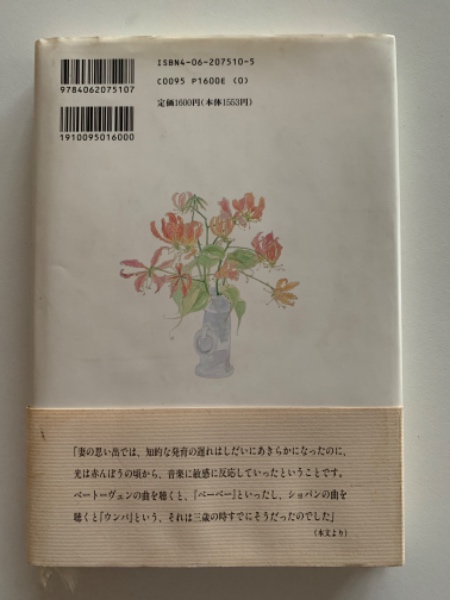 ISBN4-06-207510-5
9784062075107
C0095 P1600E (0)
定価1600円(本体1553円)
1910095016000
「妻の思い出では、知的な発育の遅れはしだいにあきらかになったのに、
光は赤んぼうの頃から、音楽に敏感に反応していったということです。
ベートーヴェンの曲を聴くと、『ベーベー』といったし、ショパンの曲を
聴くと『ウンパ』という、それは三歳の時すでにそうだったのでした」
(本文より)